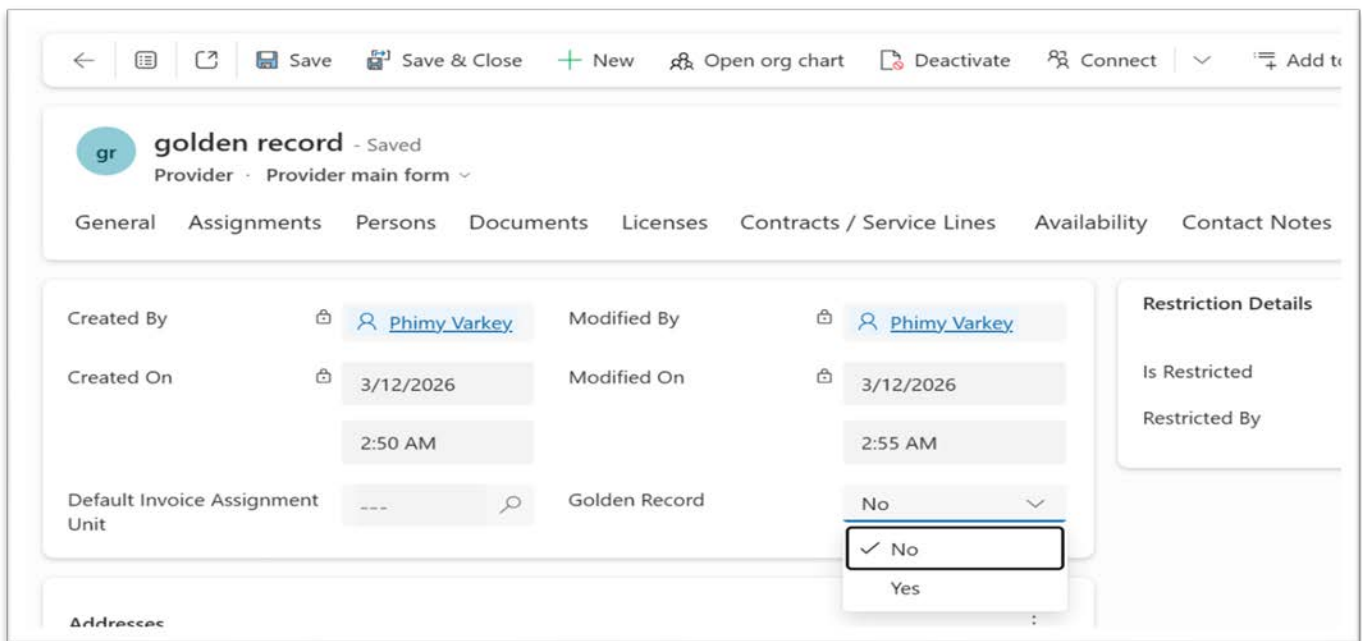 Save Save & Close New Open org chart Deactivate Connect Add to
gr
golden record - Saved
Provider · Provider main form
General Assignments Persons Documents Licenses Contracts / Service Lines Availability Contact Notes
Created By Phimy Varkey Modified By Phimy Varkey
Restriction Details
Created On 3/12/2026 Modified On 3/12/2026
Is Restricted
2:50 AM 2:55 AM
Restricted By
Default Invoice Assignment Unit --- Golden Record No
No
Yes
Addresses